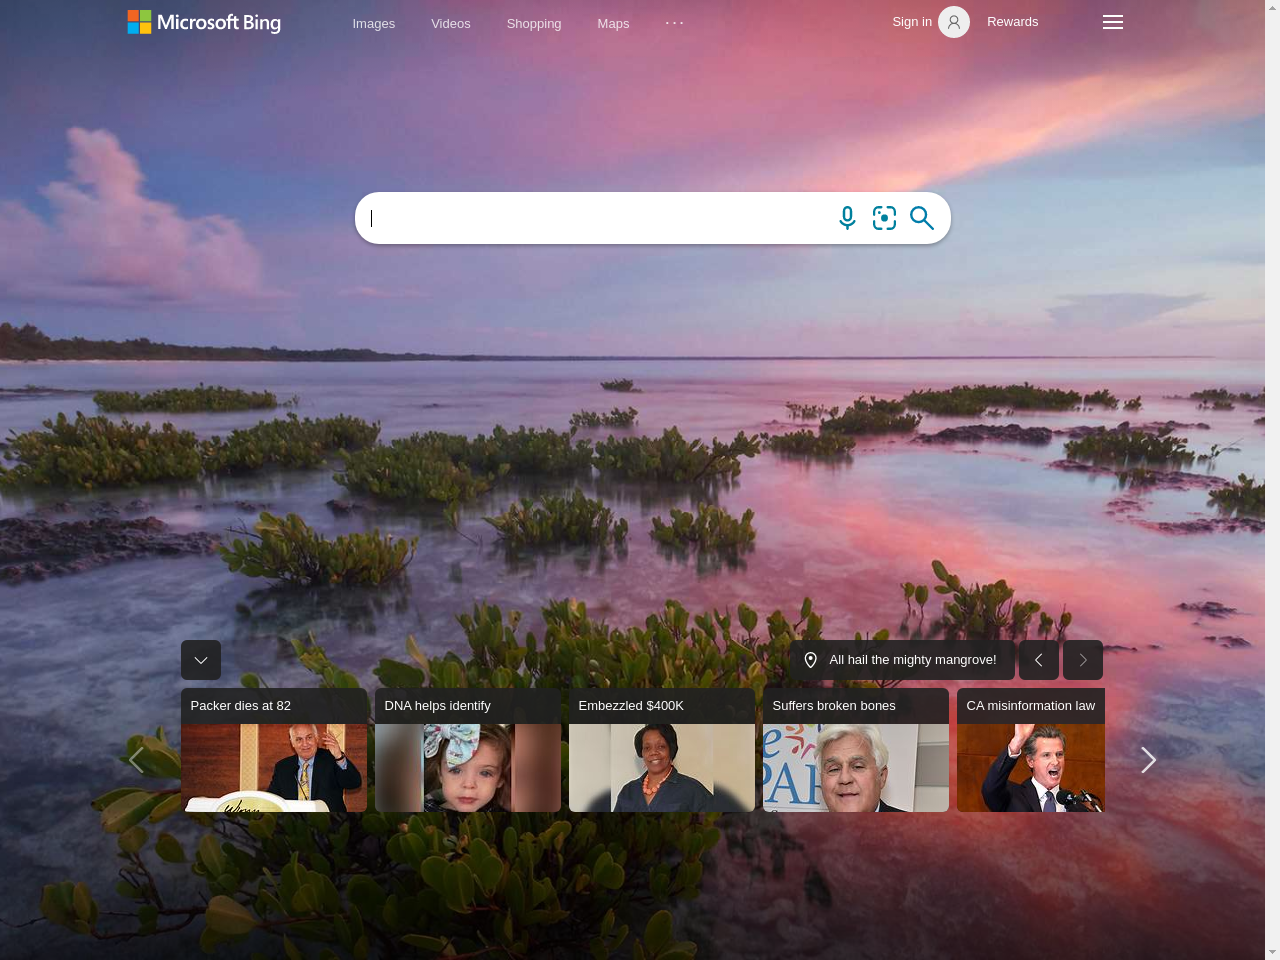 Microsoft Bing
Images
Videos
Shopping
Maps
Sign in
Rewards
All hail the mighty mangrove!
Packer dies at 82
DNA helps identify
Embezzled $400K
Suffers broken bones
CA misinformation law